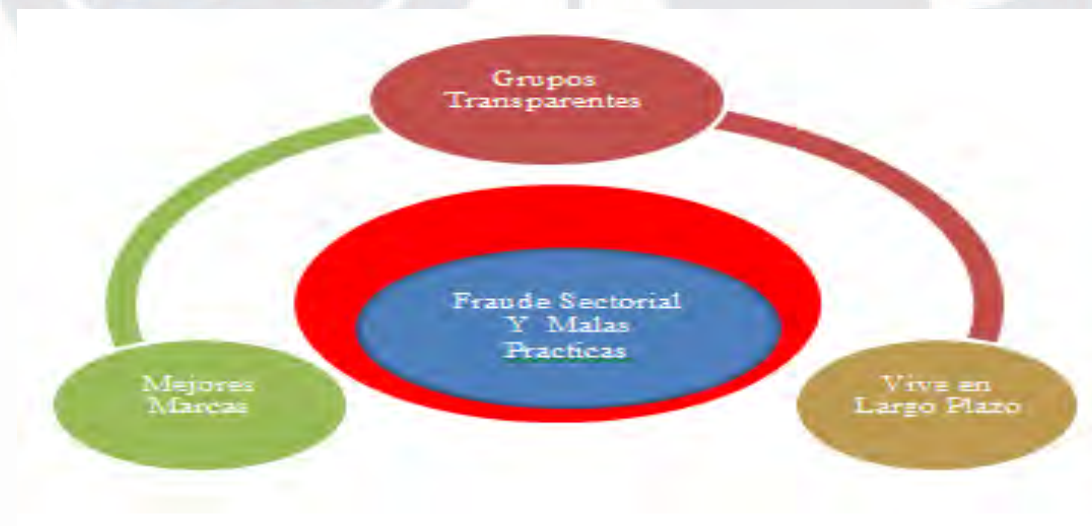 Grupos
Transparentes
Fraude Sectorial
Y Malas
Practicas
Mejores
Marcas
Vive en
Largo Plazo